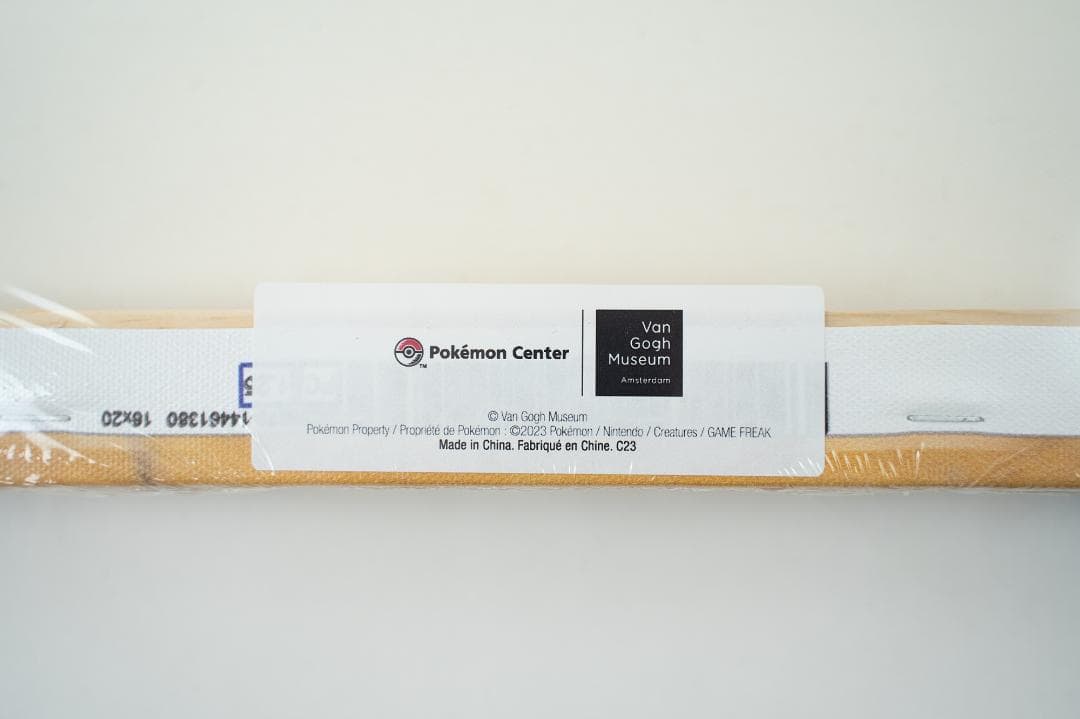 Pokémon Center
TM
Van
Gogh
Museum
Amsterdam
© Van Gogh Museum
Pokémon Property / Propriété de Pokémon : ©2023 Pokémon / Nintendo / Creatures / GAME FREAK
Made in China. Fabriqué en Chine. C23
14461380 16x20